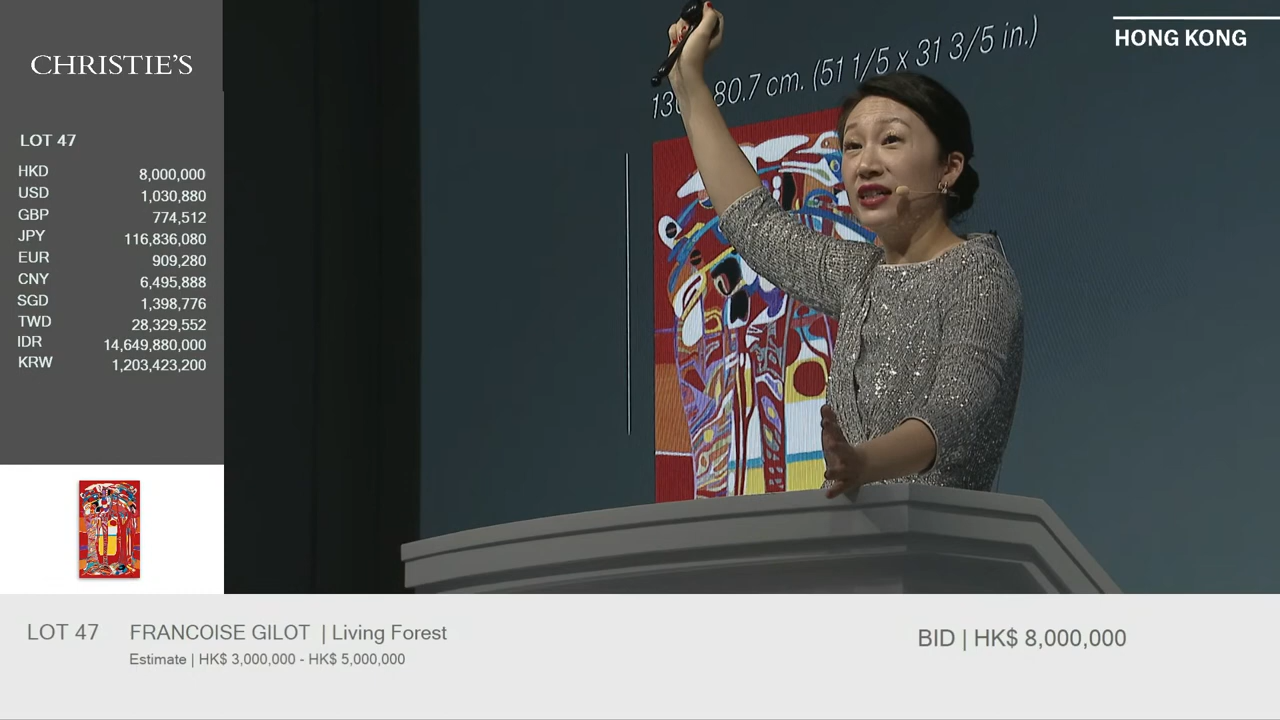 CHRISTIE'S
LOT 47
HKD 8,000,000
USD 1,030,880
GBP 774,512
JPY 116,836,080
EUR 909,280
CNY 6,495,888
SGD 1,398,776
TWD 28,329,552
IDR 14,649,880,000
KRW 1,203,423,200
80.7 cm. (51 1/5 x 31 3/5 in.)
HONG KONG
LOT 47 FRANCOISE GILOT | Living Forest
Estimate | HK$ 3,000,000 - HK$ 5,000,000
BID | HK$ 8,000,000